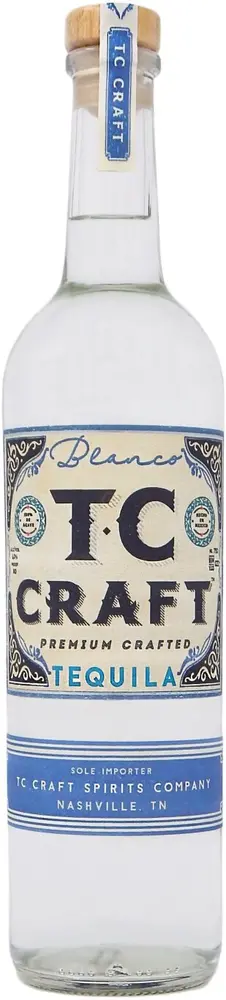 TC CRAFT
Blanco
T·C
CRAFT
PREMIUM CRAFTED
TEQUILA
SOLE IMPORTER
TC CRAFT SPIRITS COMPANY
NASHVILLE, TN